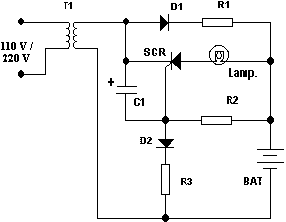 T1
D1
R1
110 V /
220 V
SCR
Lamp.
+
C1
R2
D2
R3
BAT